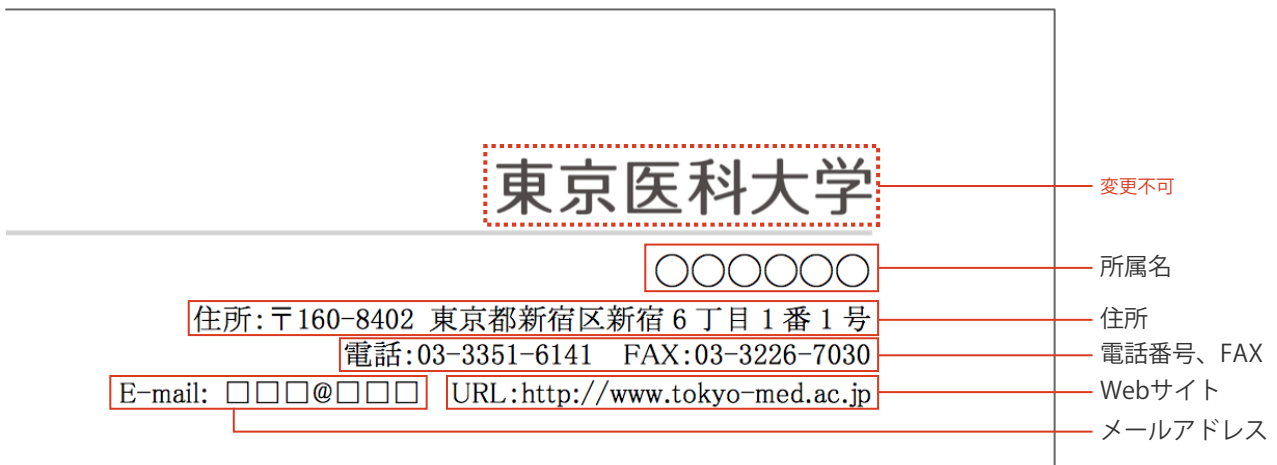 東京医科大学
変更不可
○○○○○○
所属名
住所:〒160-8402 東京都新宿区新宿6丁目1番1号
住所
電話:03-3351-6141 FAX:03-3226-7030
電話番号、FAX
E-mail: □□□@□□□ URL:http://www.tokyo-med.ac.jp
Webサイト
メールアドレス